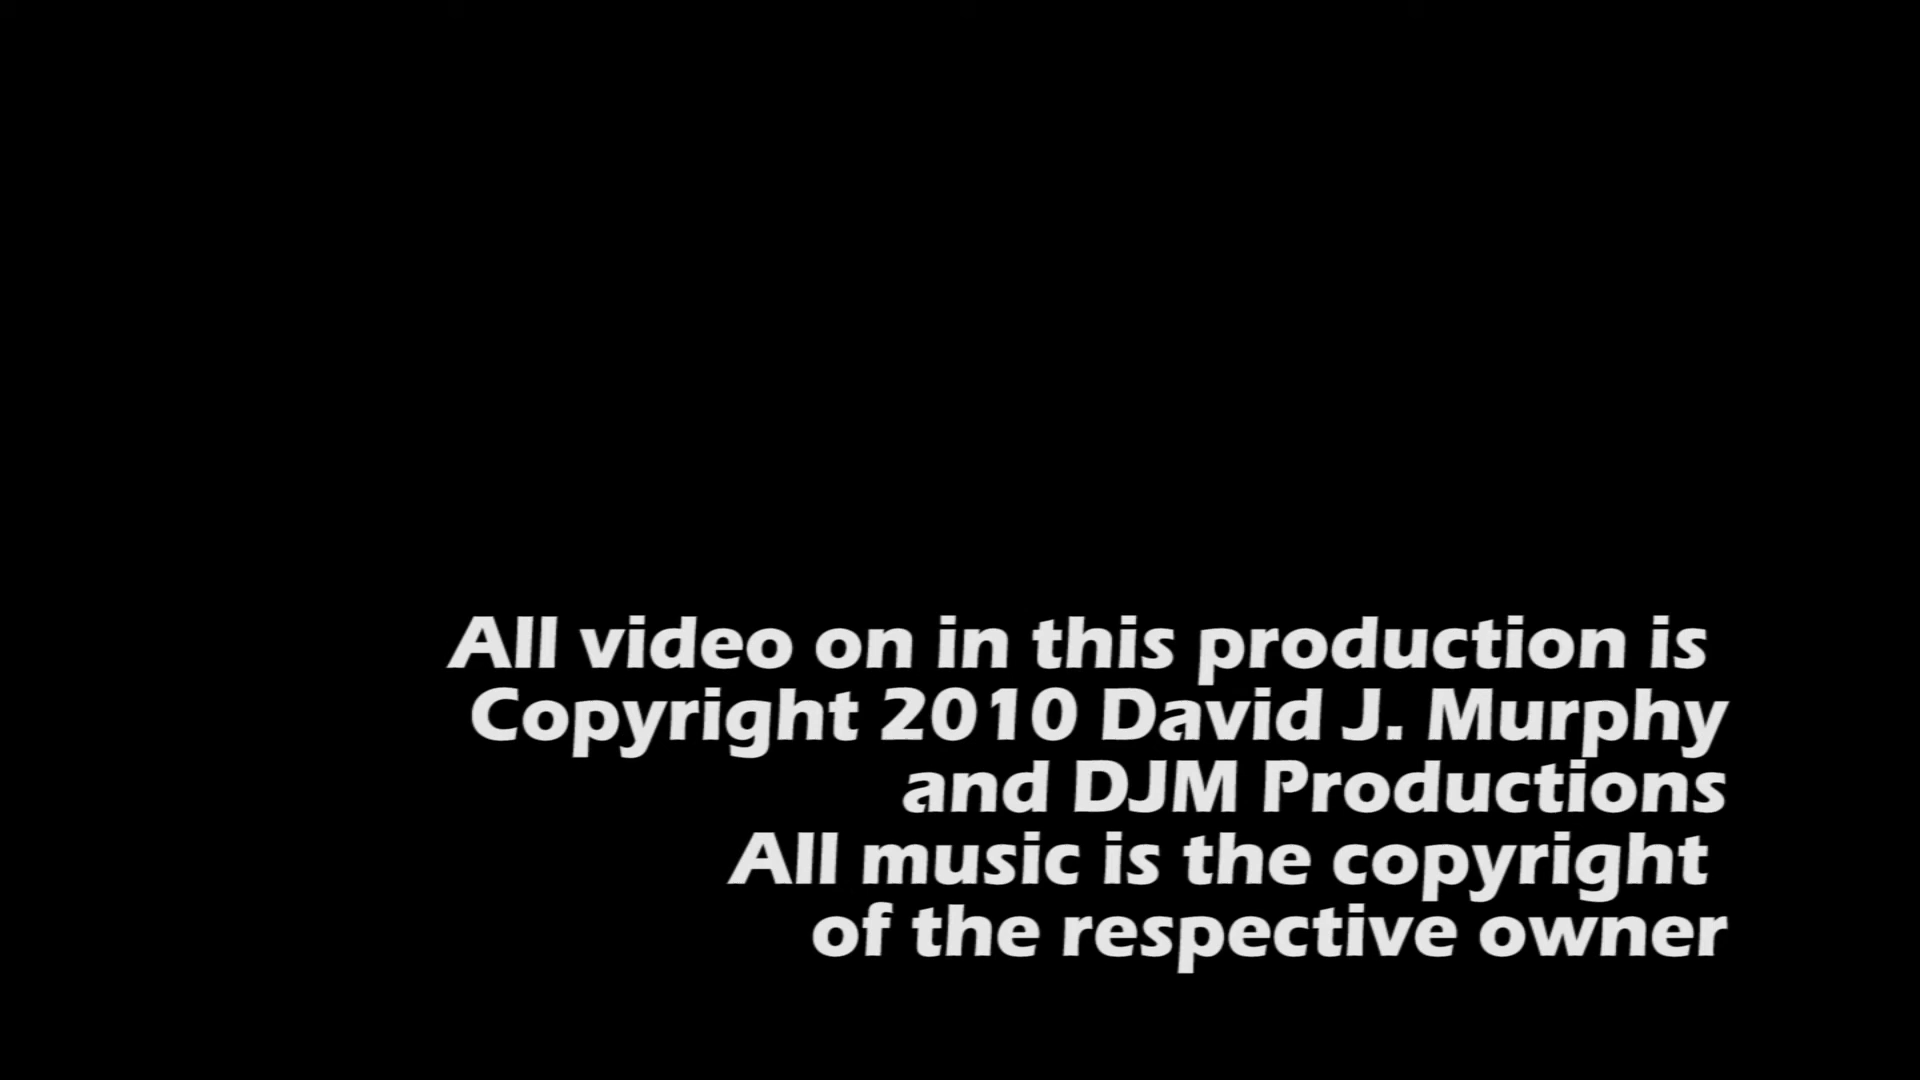 All video on in this production is
Copyright 2010 David J. Murphy
and DJM Productions
All music is the copyright
of the respective owner